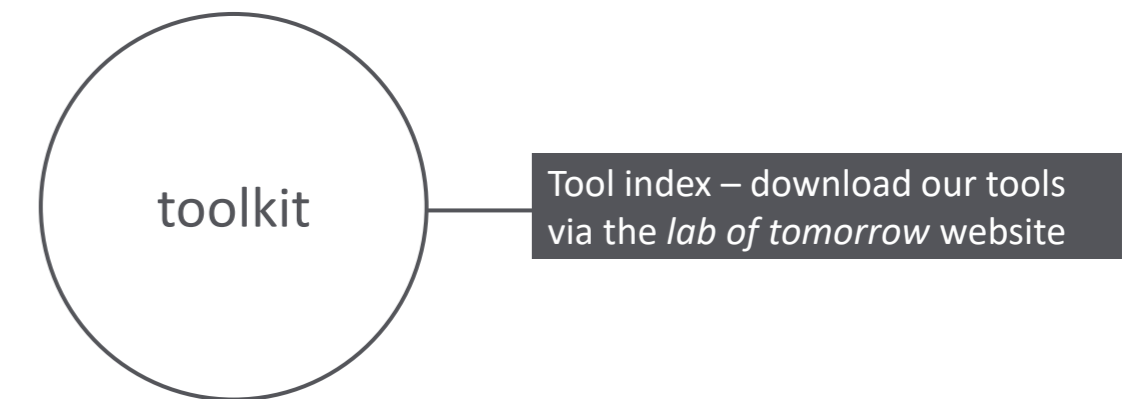 toolkit
Tool index – download our tools
via the lab of tomorrow website